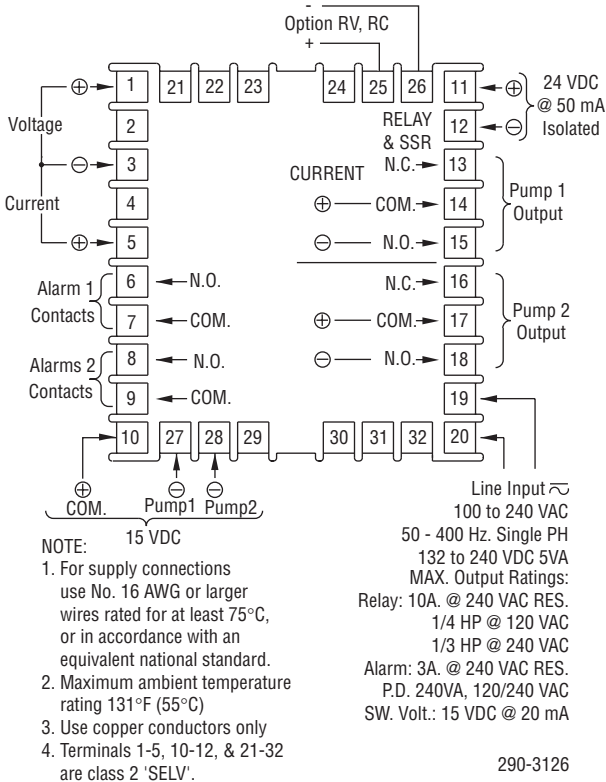 -
Option RV, RC
+
21 22 23 24 25 26
⊕ 1 11 ⊕ 24 VDC
@ 50 mA
Isolated
Voltage 2 RELAY
& SSR 12 ⊖
⊖ 3 CURRENT N.C. 13
Current 4 ⊕ COM. 14 Pump 1
Output
⊕ 5 ⊖ N.O. 15
Alarm 1
Contacts
6 N.O. N.C. 16
7 COM. ⊕ COM. 17 Pump 2
Output
Alarms 2
Contacts
8 N.O. ⊖ N.O. 18
9 COM. 19
10 27 28 29 30 31 32 20
⊕ ⊖ ⊖
COM. Pump1 Pump2
15 VDC
NOTE:
1. For supply connections
use No. 16 AWG or larger
wires rated for at least 75°C,
or in accordance with an
equivalent national standard.
2. Maximum ambient temperature
rating 131°F (55°C)
3. Use copper conductors only
4. Terminals 1-5, 10-12, & 21-32
are class 2 'SELV'.
Line Input
100 to 240 VAC
50 - 400 Hz. Single PH
132 to 240 VDC 5VA
MAX. Output Ratings:
Relay: 10A. @ 240 VAC RES.
1/4 HP @ 120 VAC
1/3 HP @ 240 VAC
Alarm: 3A. @ 240 VAC RES.
P.D. 240VA, 120/240 VAC
SW. Volt.: 15 VDC @ 20 mA
290-3126